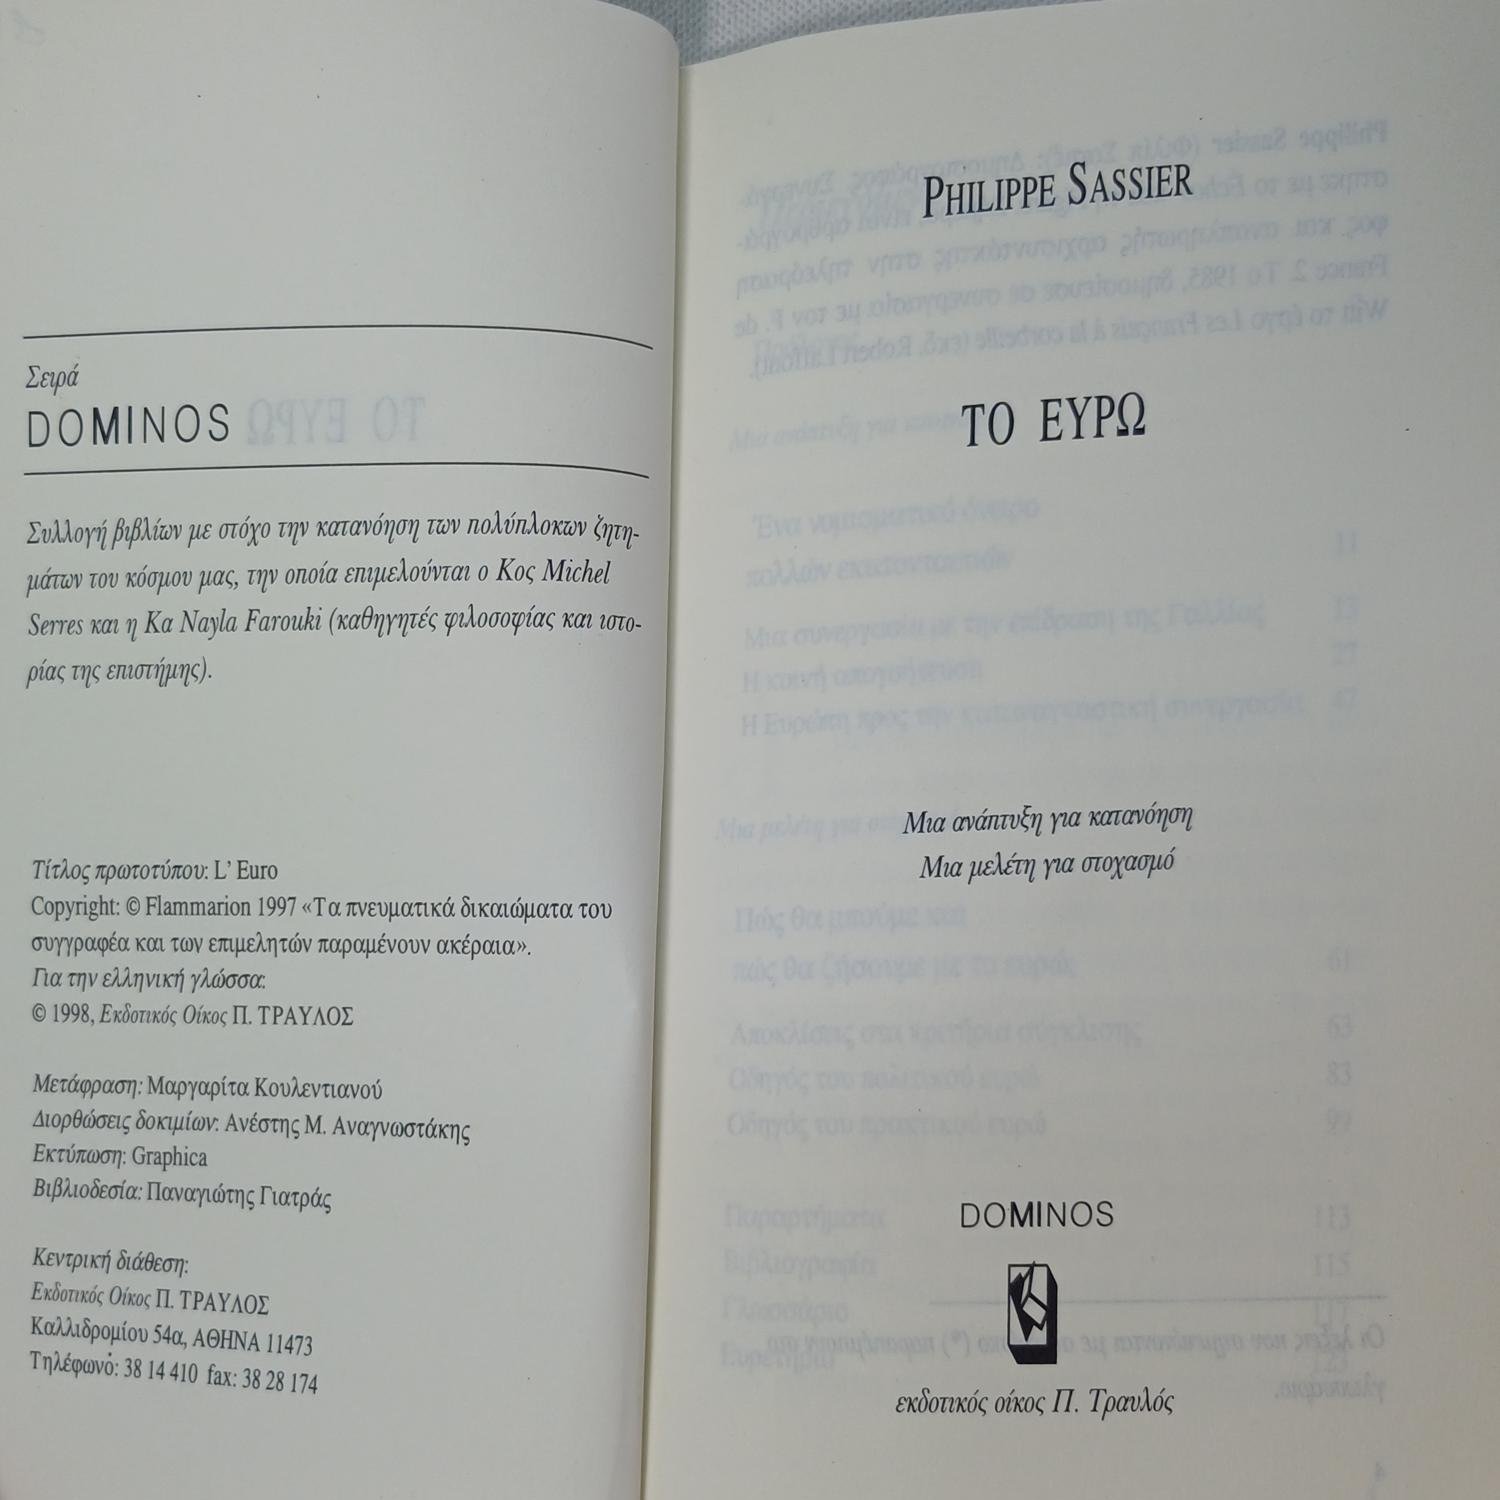 Σειρά
DOMINOS
Συλλογή βιβλίων με στόχο την κατανόηση των πολύπλοκων ζητη-
μάτων του κόσμου μας, την οποία επιμελούνται ο Κος Michel
Serres και η Κα Nayla Farouki (καθηγητές φιλοσοφίας και ιστο-
ρίας της επιστήμης).
Τίτλος πρωτοτύπου: L' Euro
Copyright: © Flammarion 1997 «Τα πνευματικά δικαιώματα του
συγγραφέα και των επιμελητών παραμένουν ακέραια».
Για την ελληνική γλώσσα:
© 1998, Εκδοτικός Οίκος Π. ΤΡΑΥΛΟΣ
Μετάφραση: Μαργαρίτα Κουλεντιανού
Διορθώσεις δοκιμίων: Ανέστης Μ. Αναγνωστάκης
Εκτύπωση: Graphica
Βιβλιοδεσία: Παναγιώτης Γιατράς
Κεντρική διάθεση:
Εκδοτικός Οίκος Π. ΤΡΑΥΛΟΣ
Καλλιδρομίου 54α, ΑΘΗΝΑ 11473
Τηλέφωνό: 38 14 410 fax: 38 28 174
PHILIPPE SASSIER
ΤΟ ΕΥΡΩ
Μια ανάπτυξη για κατανόηση
Μια μελέτη για στοχασμό
DOMINOS
εκδοτικός οίκος Π. Τραυλός